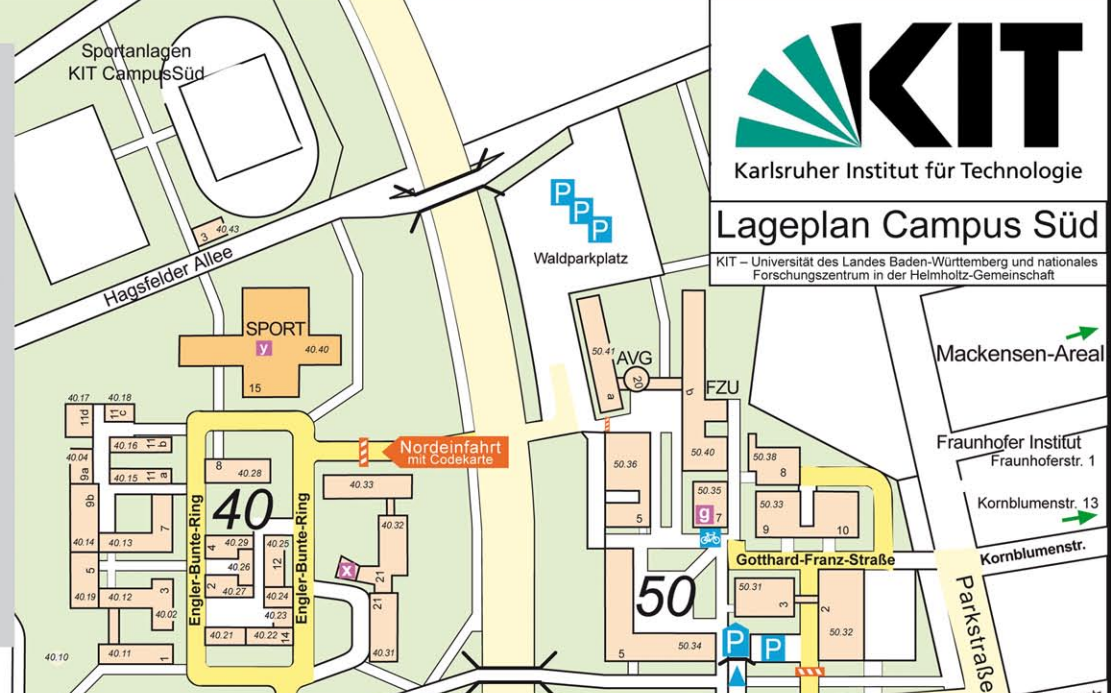 Sportanlagen
KIT CampusSüd
KIT
Karlsruher Institut für Technologie
Lageplan Campus Süd
KIT – Universität des Landes Baden-Württemberg und nationales
Forschungszentrum in der Helmholtz-Gemeinschaft
P
P
P
Waldparkplatz
3
40.43
Hagsfelder Allee
SPORT
y
40.40
15
50.41
a
AVG
20
b
FZU
50.40
Mackensen-Areal
40.17
40.18
11d
11 c
40.16
11 b
40.04
9a
40.15
11 a
9b
7
40.14
40.13
5
40.19
40.12
3
40.02
40.10
40.11
1
Nordeinfahrt
mit Codekarte
8
40.28
40
Engler-Bunte-Ring
Engler-Bunte-Ring
4
40.29
40.25
40.26
12
2
40.27
40.24
40.23
40.21
40.22
14
40.33
40.32
x
21
21
40.31
50.36
5
50.35
g
7
50.38
8
50.33
9
10
Fraunhofer Institut
Fraunhoferstr. 1
Kornblumenstr. 13
Kornblumenstr.
Gotthard-Franz-Straße
50
50.31
3
2
50.32
5
50.34
P
P
Parkstraße